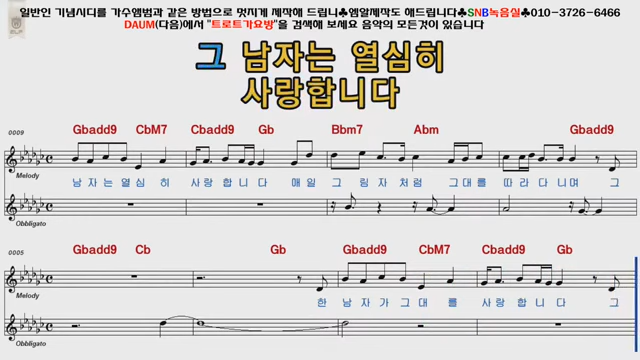 일반인 기념시디를 가수앨범과 같은 방법으로 멋지게 제작해 드립니♣엠알제작도 해드립니다♣SNB녹음실♣010-3726-6466
DAUM(다음)에서 "트로트가요방"을 검색해 보세요 음악의 모든것이 있습니다
그 남자는 열심히
사랑합니다
0009 Gbadd9 CbM7 Cbadd9 Gb Bbm7 Abm Gbadd9
Melody
남 자 는 열 심 히 사 랑 합 니 다 매 일 그 림 자 처 럼 그 대 를 따 라 다 니 며 그
Obbligato
0005 Gbadd9 Cb Gb Gbadd9 CbM7 Cbadd9 Gb
Melody
한 남 자 가 그 대 를 사 랑 합 니 다 그
Obbligato